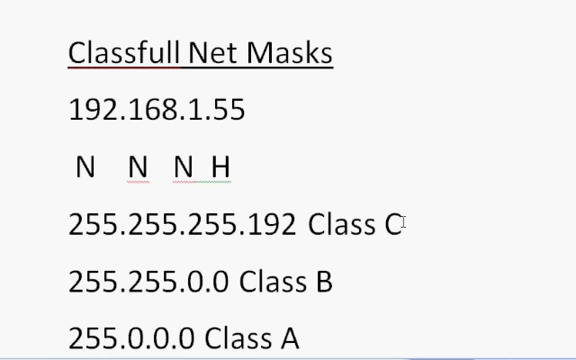 Classfull Net Masks
192.168.1.55
N N N H
255.255.255.192 Class C
255.255.0.0 Class B
255.0.0.0 Class A